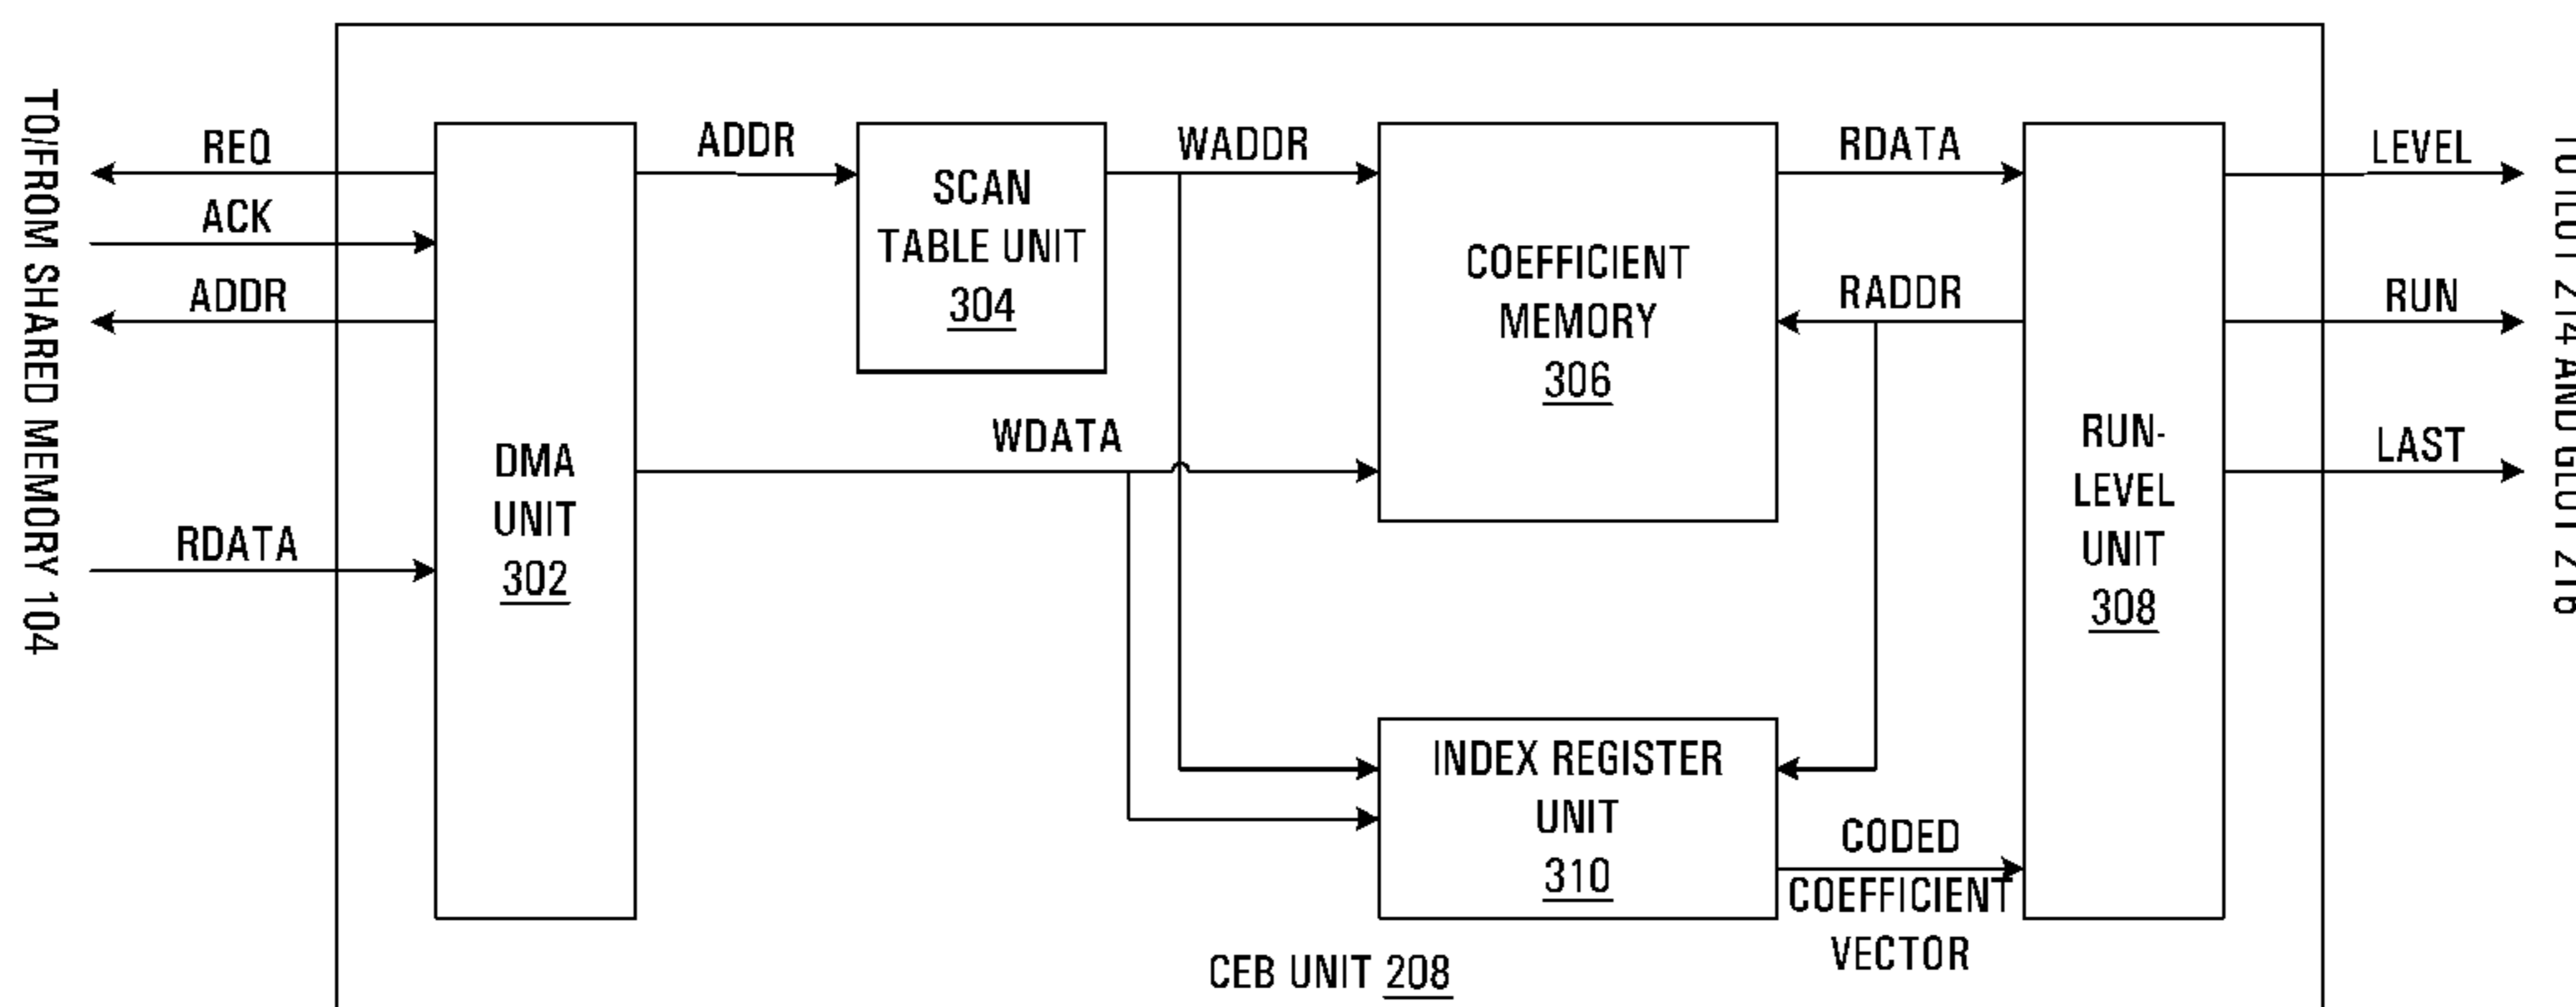 TO/FROM SHARED MEMORY 104
REQ
ACK
ADDR
RDATA
DMA
UNIT
302
ADDR
SCAN
TABLE UNIT
304
WADDR
WDATA
COEFFICIENT
MEMORY
306
RDATA
RADDR
INDEX REGISTER
UNIT
310
CODED
COEFFICIENT
VECTOR
RUN-
LEVEL
UNIT
308
LEVEL
RUN
LAST
214 AND
CEB UNIT 208